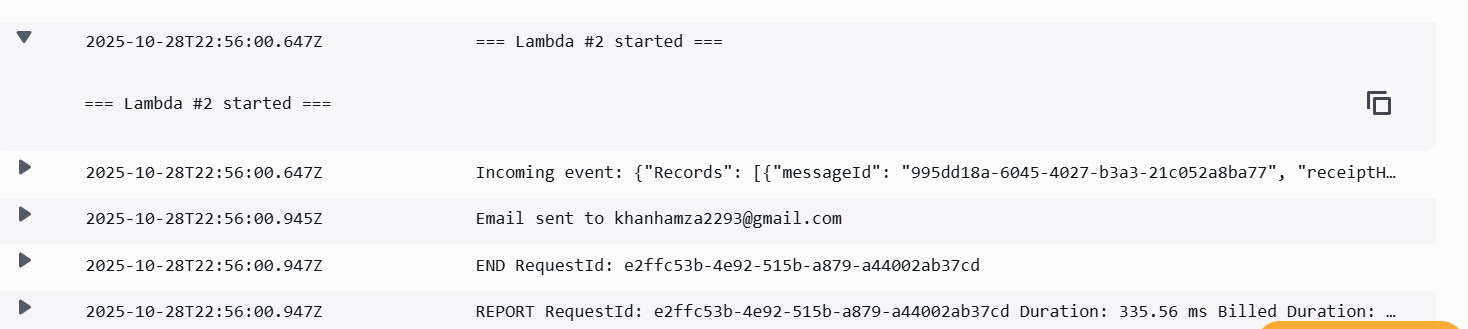 2025-10-28T22:56:00.647Z === Lambda #2 started ===
=== Lambda #2 started ===
2025-10-28T22:56:00.647Z Incoming event: {"Records": [{"messageId": "995dd18a-6045-4027-b3a3-21c052a8ba77", "receiptH…
2025-10-28T22:56:00.945Z Email sent to khanhamza2293@gmail.com
2025-10-28T22:56:00.947Z END RequestId: e2ffc53b-4e92-515b-a879-a44002ab37cd
2025-10-28T22:56:00.947Z REPORT RequestId: e2ffc53b-4e92-515b-a879-a44002ab37cd Duration: 335.56 ms Billed Duration: …